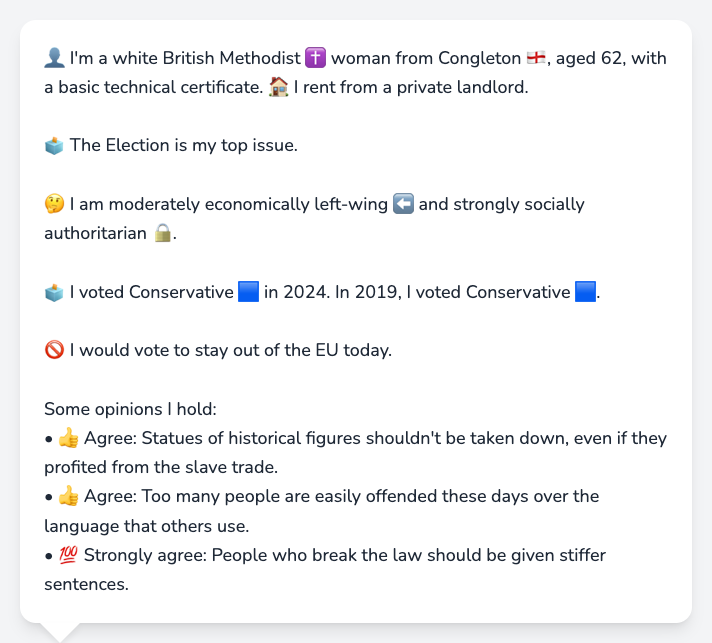 👤 I'm a white British Methodist ✝️ woman from Congleton 🏴󠁧󠁢󠁥󠁮󠁧󠁿, aged 62, with
a basic technical certificate. 🏠 I rent from a private landlord.
🗳️ The Election is my top issue.
🤔 I am moderately economically left-wing ⬅️ and strongly socially
authoritarian 🔒.
🗳️ I voted Conservative 🟦 in 2024. In 2019, I voted Conservative 🟦.
🚫 I would vote to stay out of the EU today.
Some opinions I hold:
• 👍 Agree: Statues of historical figures shouldn't be taken down, even if they
profited from the slave trade.
• 👍 Agree: Too many people are easily offended these days over the
language that others use.
• 💯 Strongly agree: People who break the law should be given stiffer
sentences.